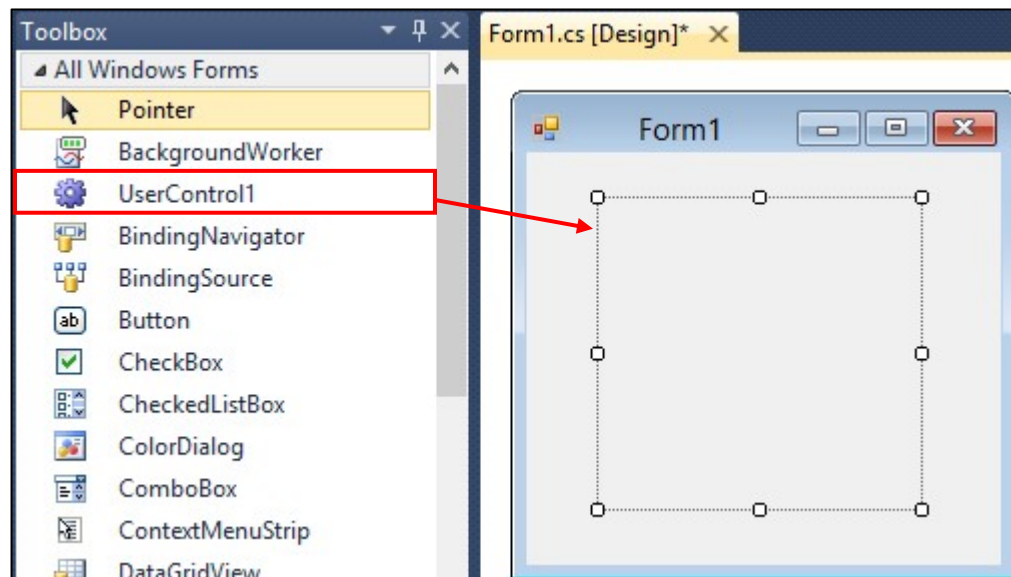 Toolbox
All Windows Forms
Pointer
BackgroundWorker
UserControl1
BindingNavigator
BindingSource
ab Button
CheckBox
CheckedListBox
ColorDialog
ComboBox
ContextMenuStrip
DataGridView
Form1.cs [Design]*
Form1